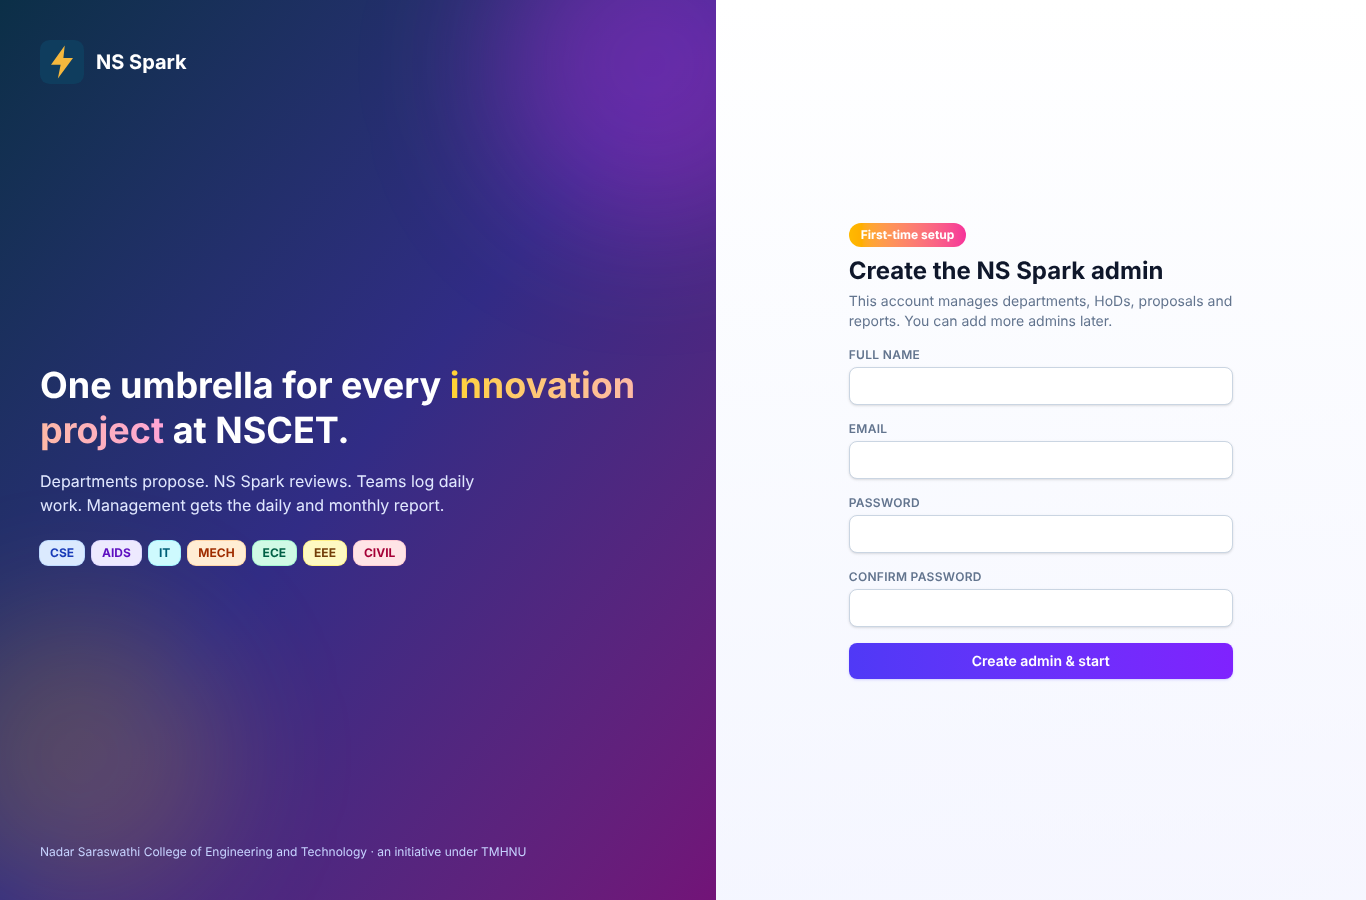 NS Spark
One umbrella for every innovation
project at NSCET.
Departments propose. NS Spark reviews. Teams log daily
work. Management gets the daily and monthly report.
CSE AIDS IT MECH ECE EEE CIVIL
Nadar Saraswathi College of Engineering and Technology · an initiative under TMHNU
First-time setup
Create the NS Spark admin
This account manages departments, HoDs, proposals and
reports. You can add more admins later.
FULL NAME
EMAIL
PASSWORD
CONFIRM PASSWORD
Create admin & start